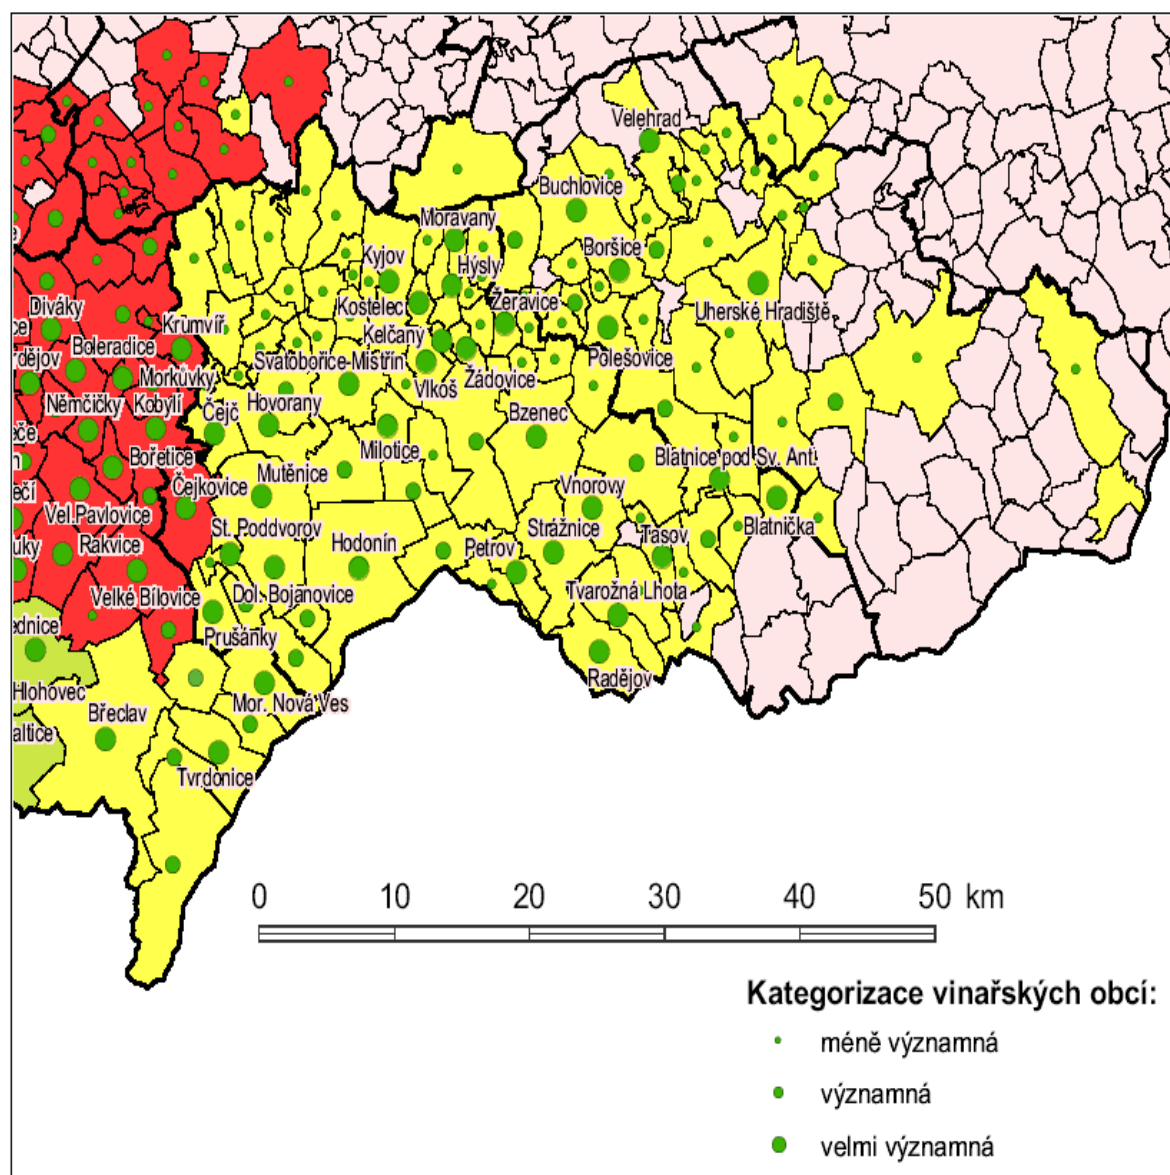 Velehrad
Buchlovice
Moravany
Boršice
Kyjov
Hýsly
Diváky
Kostelec
Žeravice
Uherské Hradiště
Krumvíř
Kelčany
Boleradice
Svatobořice-Mistřín
Polešovice
Morkůvky
Vlkoš
Žádovice
Němčičky
Kobylí
Čejč
Hovorany
Bzenec
Milotice
Bořetice
Mutěnice
Blatnice pod Sv. Ant.
Čejkovice
Vnorovy
Vel.Pavlovice
St. Poddvorov
Strážnice
Blatnička
Rakvice
Hodonín
Petrov
Tasov
Velké Bílovice
Dol. Bojanovice
Tvarožná Lhota
Prušánky
Radějov
Hlohovec
Mor. Nová Ves
Břeclav
Tvrdonice
0 10 20 30 40 50 km
Kategorizace vinařských obcí:
méně významná
významná
velmi významná